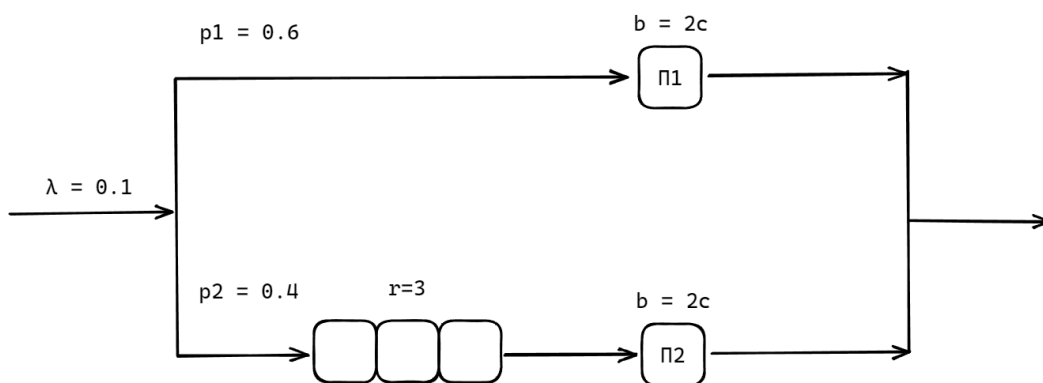 p1 = 0.6
b = 2c
П1
λ = 0.1
p2 = 0.4
r=3
b = 2c
П2